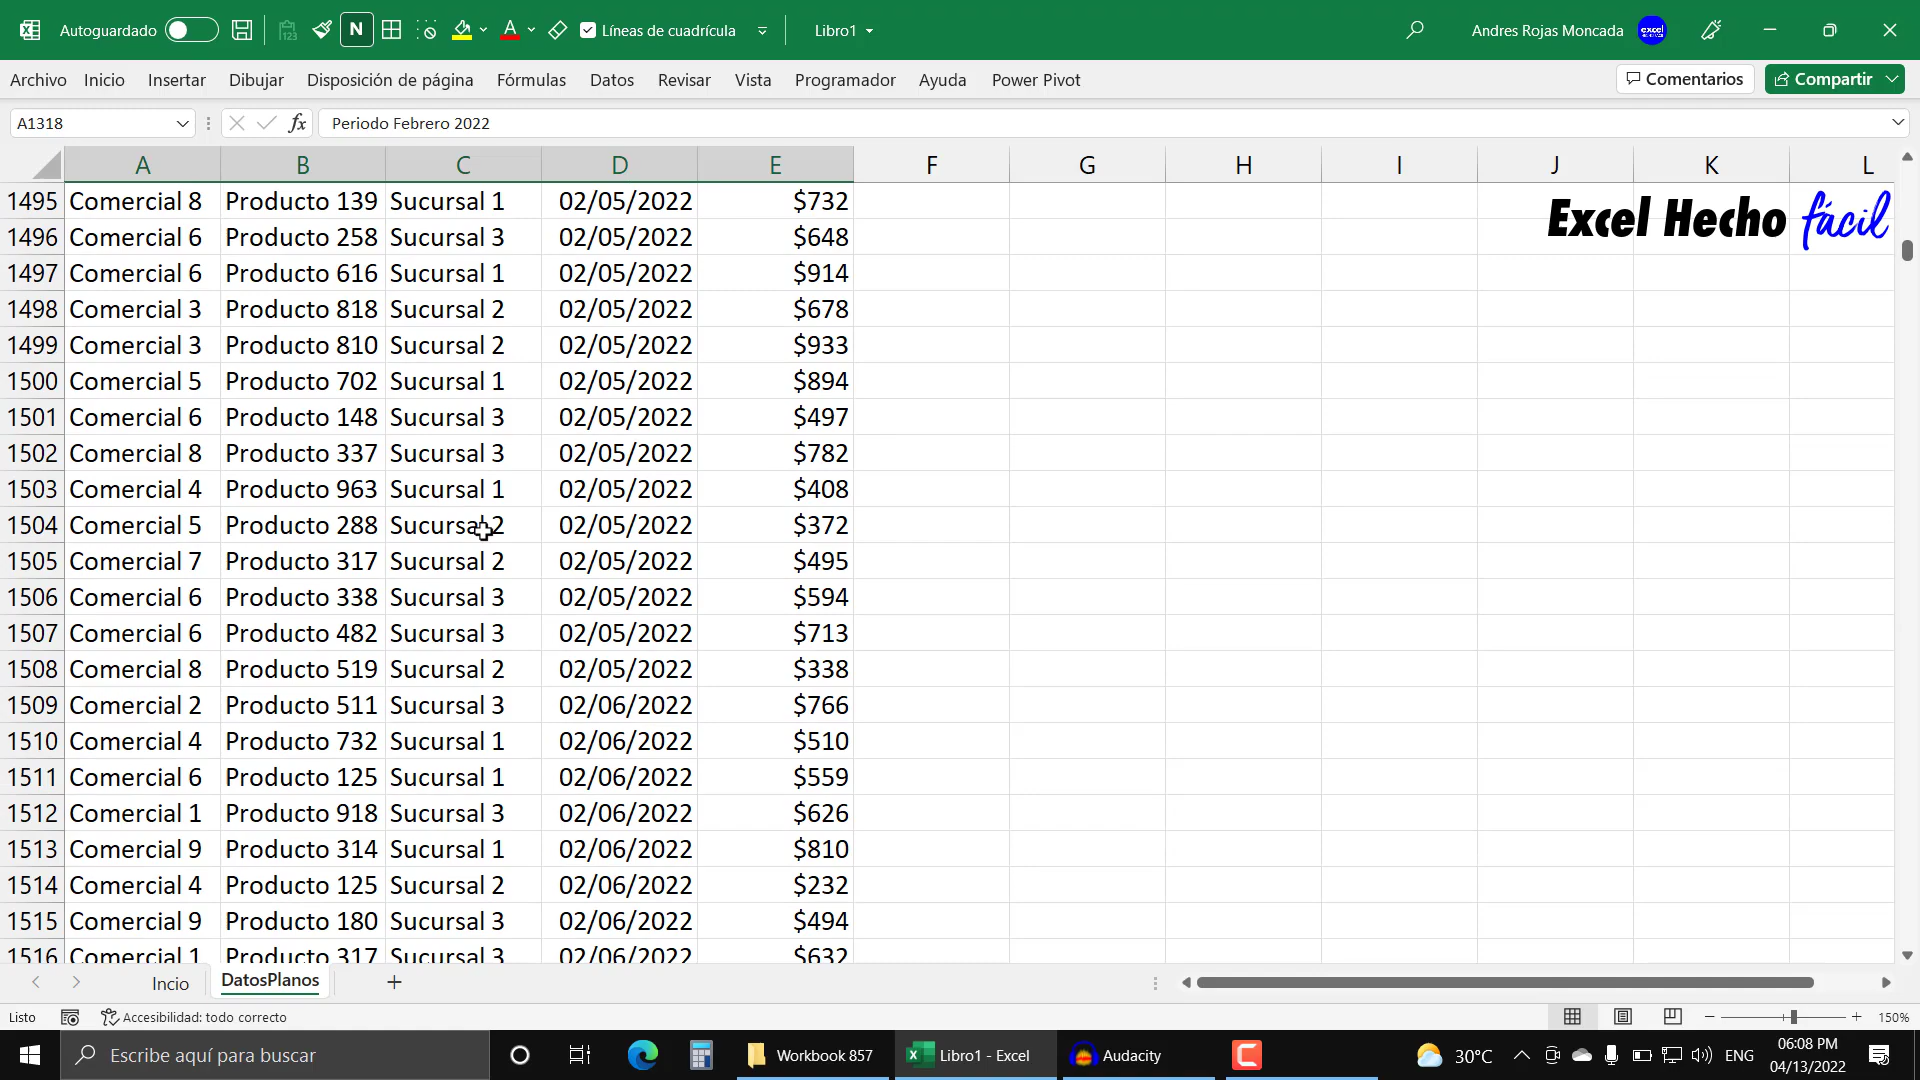 Autoguardado N Líneas de cuadrícula Libro1 Andres Rojas Moncada excel
Archivo Inicio Insertar Dibujar Disposición de página Fórmulas Datos Revisar Vista Programador Ayuda Power Pivot Comentarios Compartir
A1318 fx Periodo Febrero 2022
A B C D E F G H I J K L
1495 Comercial 8 Producto 139 Sucursal 1 02/05/2022 $732
Excel Hecho fácil
1496 Comercial 6 Producto 258 Sucursal 3 02/05/2022 $648
1497 Comercial 6 Producto 616 Sucursal 1 02/05/2022 $914
1498 Comercial 3 Producto 818 Sucursal 2 02/05/2022 $678
1499 Comercial 3 Producto 810 Sucursal 2 02/05/2022 $933
1500 Comercial 5 Producto 702 Sucursal 1 02/05/2022 $894
1501 Comercial 6 Producto 148 Sucursal 3 02/05/2022 $497
1502 Comercial 8 Producto 337 Sucursal 3 02/05/2022 $782
1503 Comercial 4 Producto 963 Sucursal 1 02/05/2022 $408
1504 Comercial 5 Producto 288 Sucursal 2 02/05/2022 $372
1505 Comercial 7 Producto 317 Sucursal 2 02/05/2022 $495
1506 Comercial 6 Producto 338 Sucursal 3 02/05/2022 $594
1507 Comercial 6 Producto 482 Sucursal 3 02/05/2022 $713
1508 Comercial 8 Producto 519 Sucursal 2 02/05/2022 $338
1509 Comercial 2 Producto 511 Sucursal 3 02/06/2022 $766
1510 Comercial 4 Producto 732 Sucursal 1 02/06/2022 $510
1511 Comercial 6 Producto 125 Sucursal 1 02/06/2022 $559
1512 Comercial 1 Producto 918 Sucursal 3 02/06/2022 $626
1513 Comercial 9 Producto 314 Sucursal 1 02/06/2022 $810
1514 Comercial 4 Producto 125 Sucursal 2 02/06/2022 $232
1515 Comercial 9 Producto 180 Sucursal 3 02/06/2022 $494
1516 Comercial 1 Producto 317 Sucursal 3 02/06/2022 $632
Incio DatosPlanos
Listo Accesibilidad: todo correcto 150%
Escribe aquí para buscar Workbook 857 Libro1 - Excel Audacity 30°C ENG 06:08 PM
04/13/2022